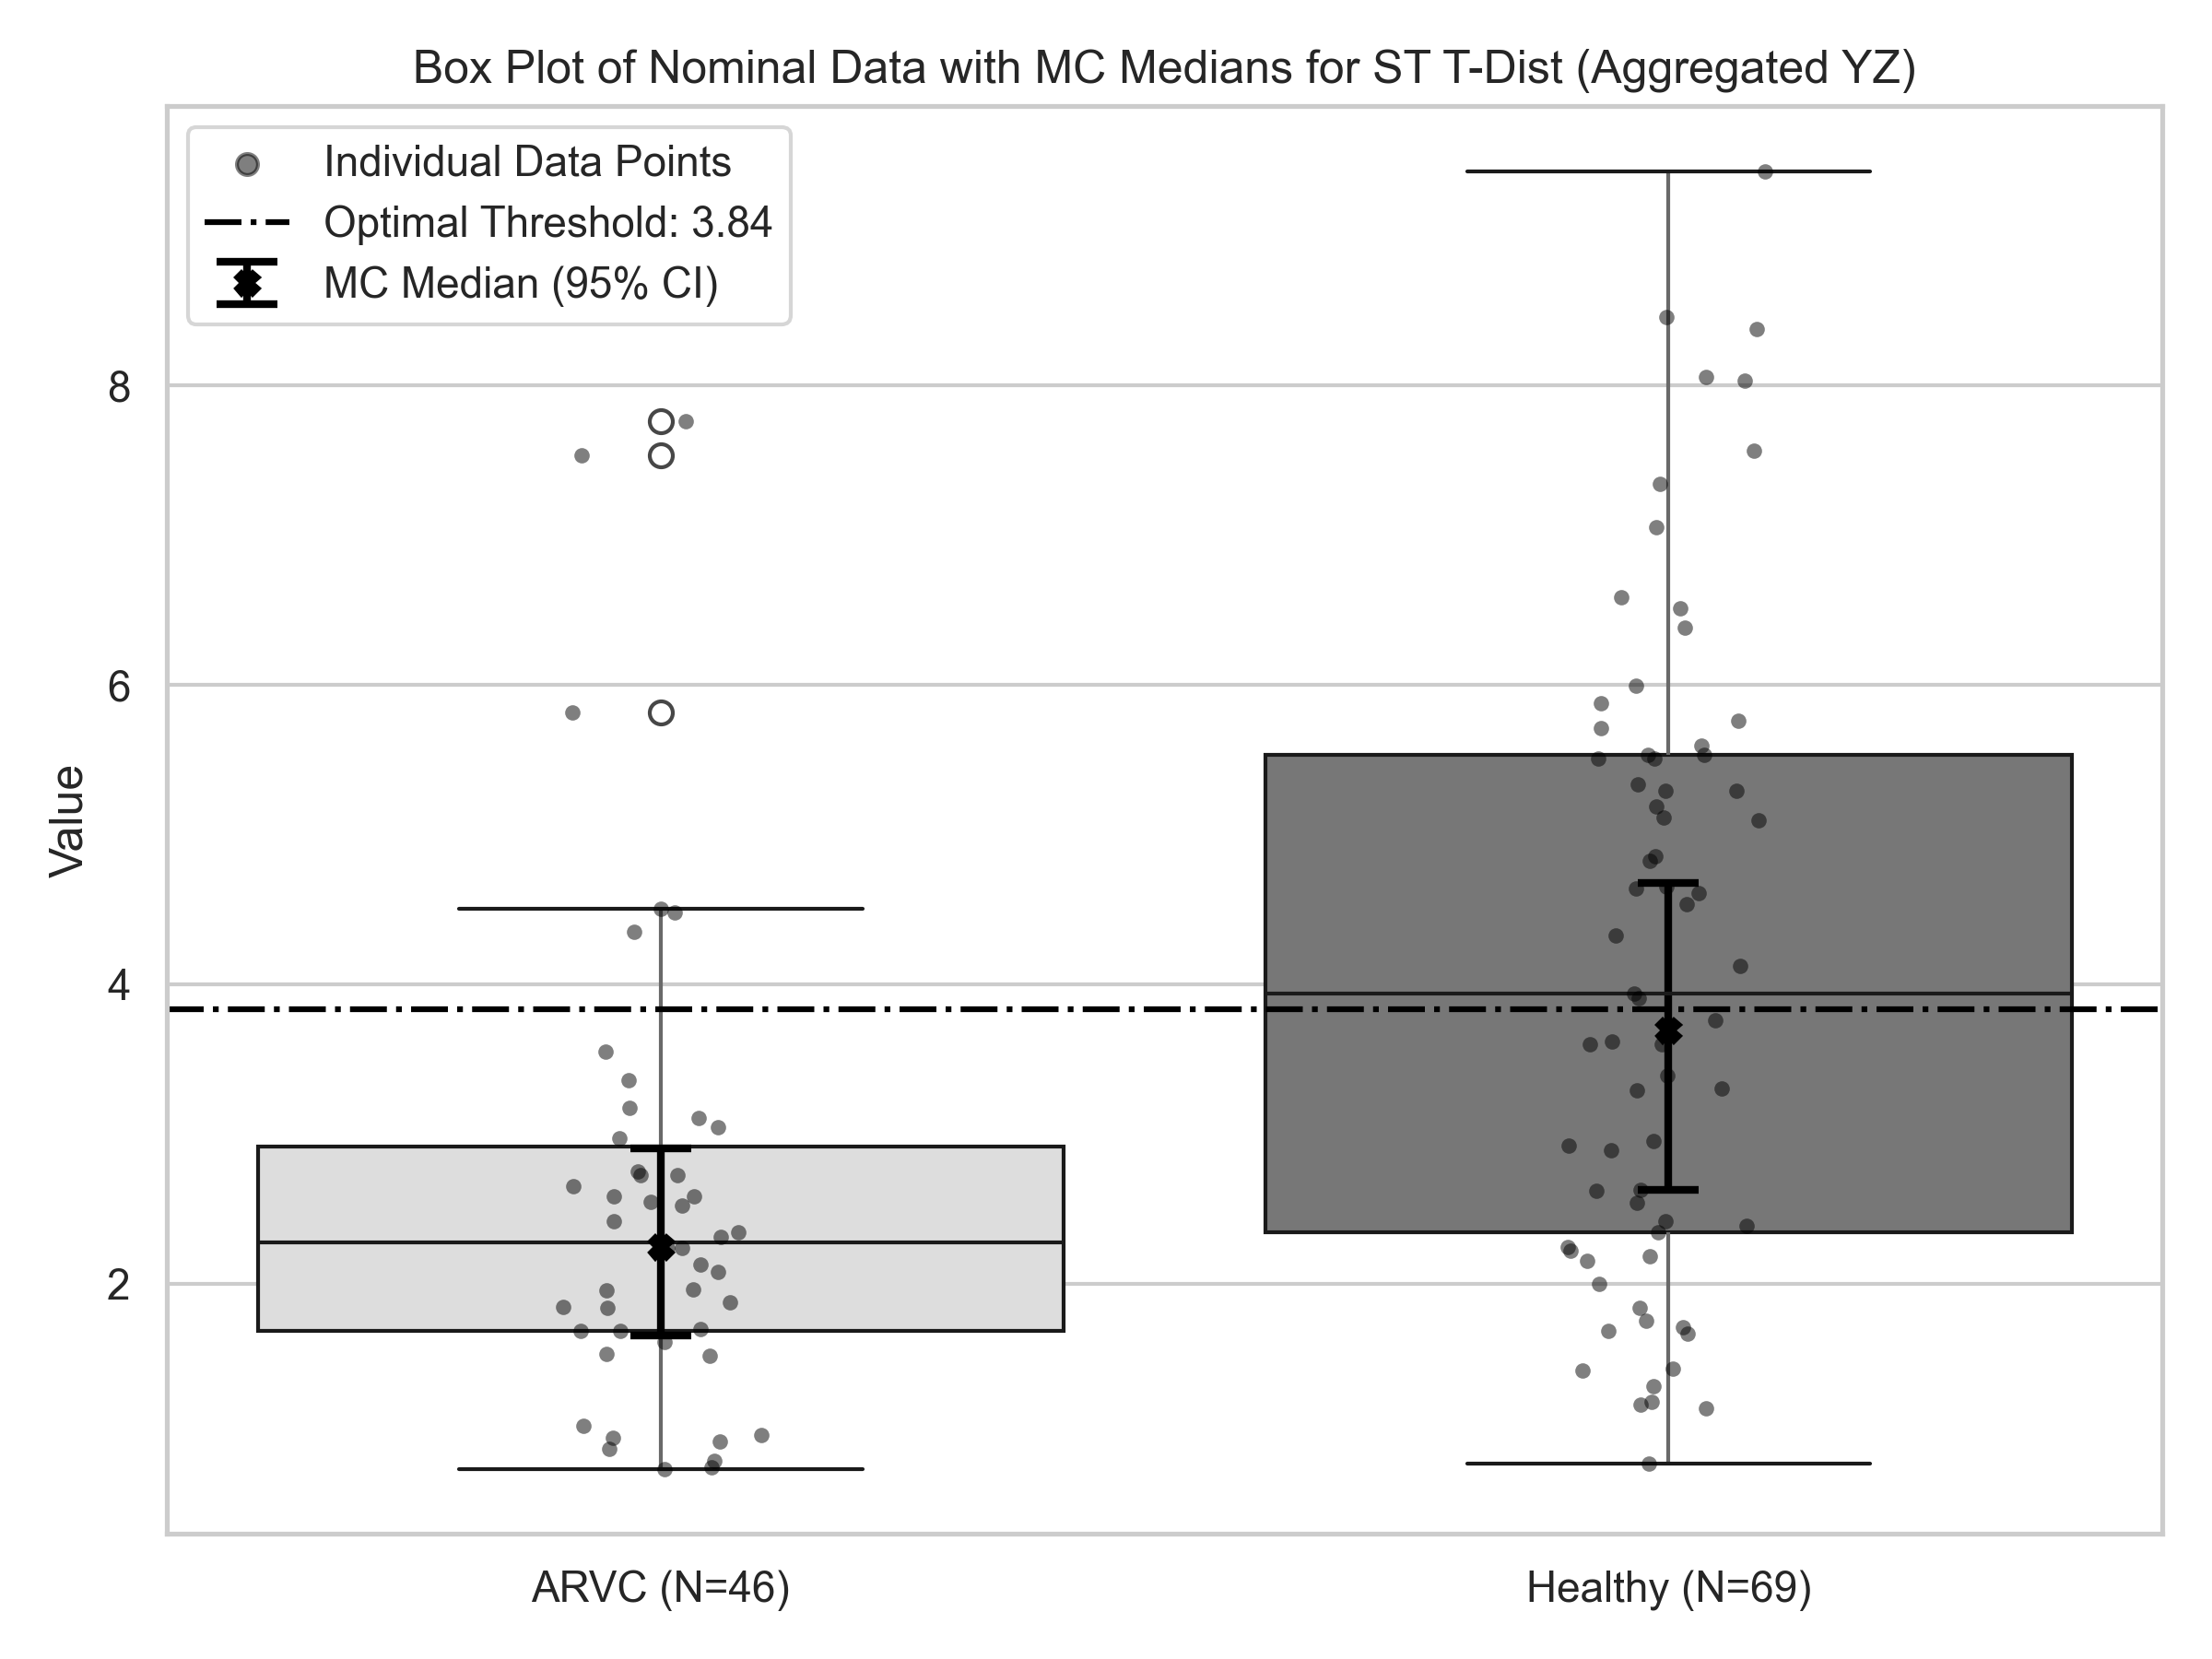 Box Plot of Nominal Data with MC Medians for ST T-Dist (Aggregated YZ)
Individual Data Points
Optimal Threshold: 3.84
MC Median (95% CI)
8
6
4
2
Value
ARVC (N=46)
Healthy (N=69)